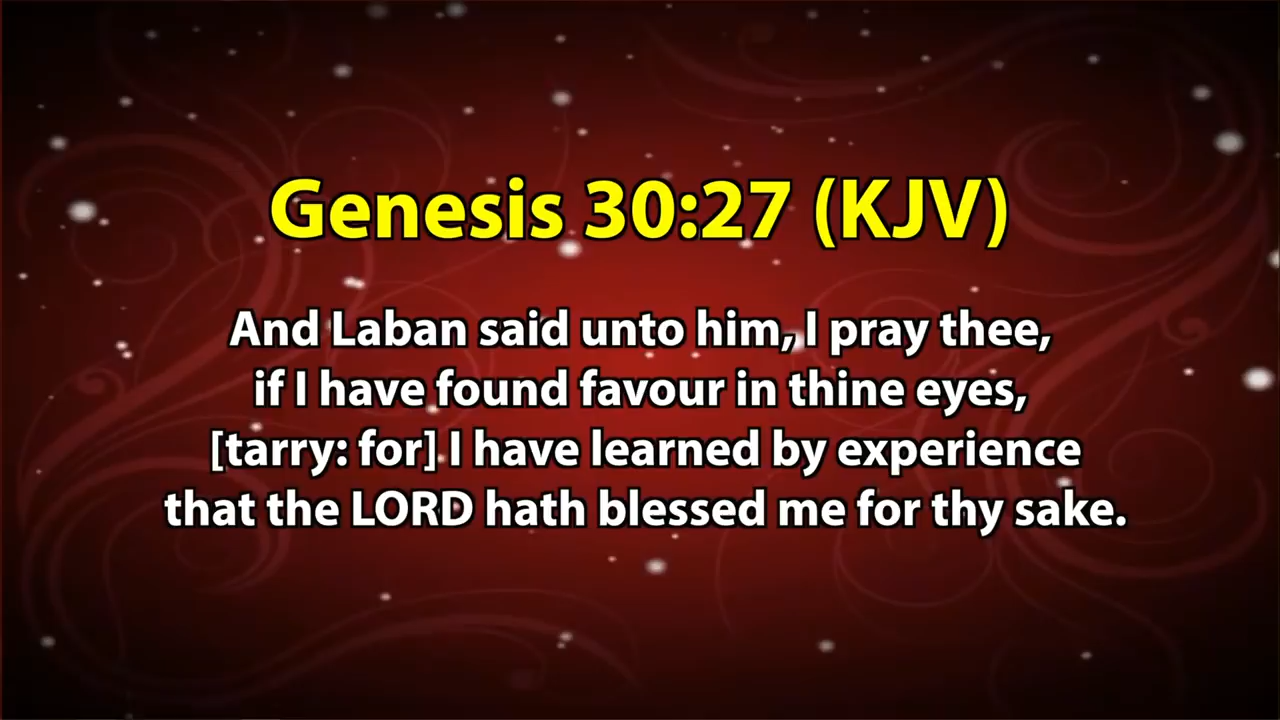 Genesis 30:27 (KJV)
And Laban said unto him, I pray thee,
if I have found favour in thine eyes,
[tarry: for] I have learned by experience
that the LORD hath blessed me for thy sake.